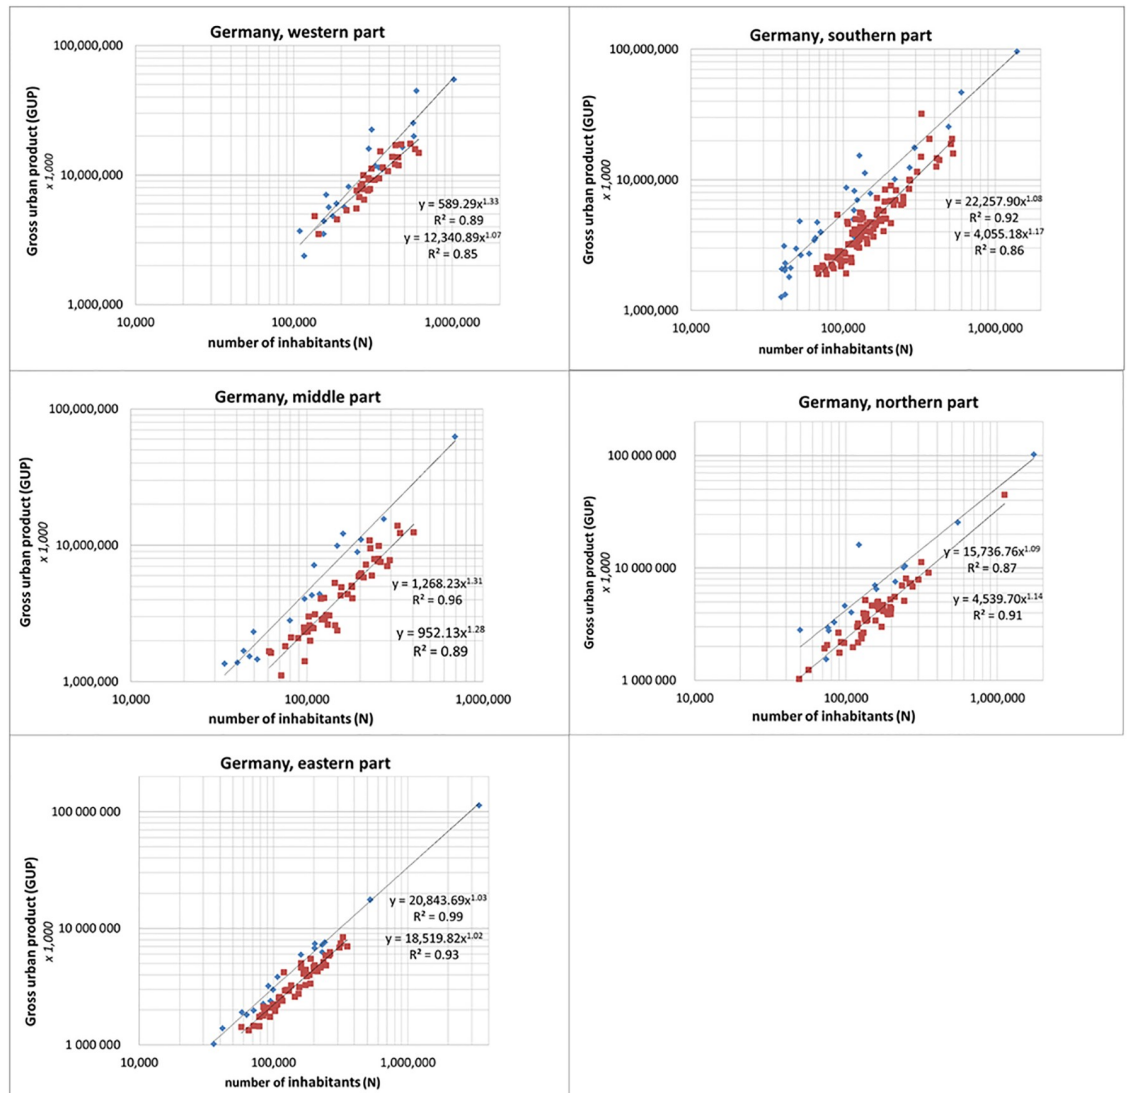 Germany, western part
Gross urban product (GUP)
x 1,000
100,000,000
10,000,000
1,000,000
y = 589.29x^1.33
R² = 0.89
y = 12,340.89x^1.07
R² = 0.85
10,000 100,000 1,000,000
number of inhabitants (N)
Germany, southern part
Gross urban product (GUP)
x 1,000
100,000,000
10,000,000
1,000,000
y = 22,257.90x^1.08
R² = 0.92
y = 4,055.18x^1.17
R² = 0.86
10,000 100,000 1,000,000
number of inhabitants (N)
Germany, middle part
Gross urban product (GUP)
x 1,000
100,000,000
10,000,000
1,000,000
y = 1,268.23x^1.31
R² = 0.96
y = 952.13x^1.28
R² = 0.89
10,000 100,000 1,000,000
number of inhabitants (N)
Germany, northern part
Gross urban product (GUP)
x 1,000
100 000 000
10 000 000
1 000 000
y = 15,736.76x^1.09
R² = 0.87
y = 4,539.70x^1.14
R² = 0.91
10,000 100,000 1,000,000
number of inhabitants (N)
Germany, eastern part
Gross urban product (GUP)
x 1,000
100 000 000
10 000 000
1 000 000
y = 20,843.69x^1.03
R² = 0.99
y = 18,519.82x^1.02
R² = 0.93
10,000 100,000 1,000,000
number of inhabitants (N)